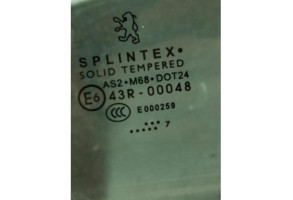 SPLINTEX•
SOLID TEMPERED
AS2•M68•DOT24
E6 43R-00048
CCC E000259
7